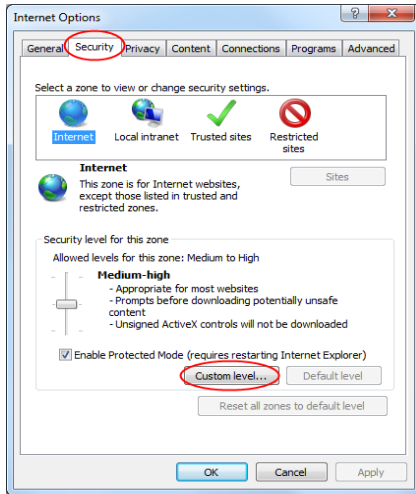 Internet Options
General Security Privacy Content Connections Programs Advanced
Select a zone to view or change security settings.
Internet Local intranet Trusted sites Restricted
sites
Internet
This zone is for Internet websites,
except those listed in trusted and
restricted zones.
Sites
Security level for this zone
Allowed levels for this zone: Medium to High
Medium-high
- Appropriate for most websites
- Prompts before downloading potentially unsafe
content
- Unsigned ActiveX controls will not be downloaded
Enable Protected Mode (requires restarting Internet Explorer)
Custom level... Default level
Reset all zones to default level
OK Cancel Apply